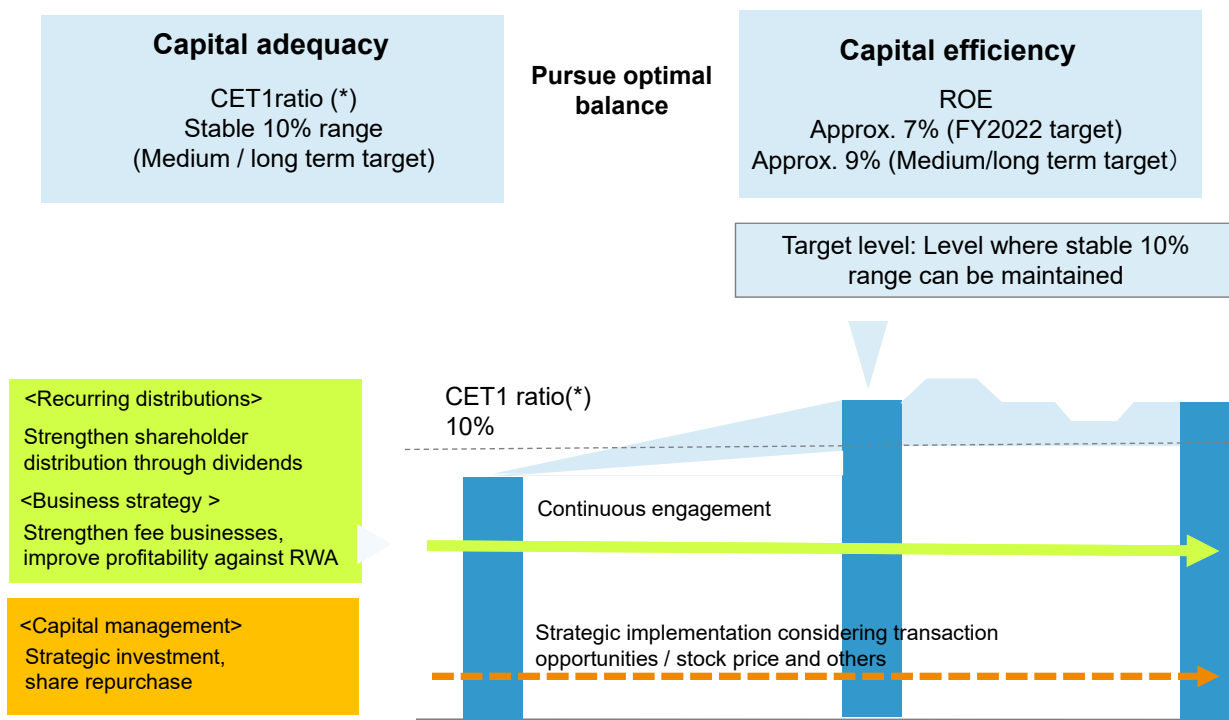 Capital adequacy
CET1ratio (*)
Stable 10% range
(Medium / long term target)
Pursue optimal
balance
Capital efficiency
ROE
Approx. 7% (FY2022 target)
Approx. 9% (Medium/long term target）
Target level: Level where stable 10%
range can be maintained
<Recurring distributions>
Strengthen shareholder
distribution through dividends
<Business strategy >
Strengthen fee businesses,
improve profitability against RWA
<Capital management>
Strategic investment,
share repurchase
CET1 ratio(*)
10%
Continuous engagement
Strategic implementation considering transaction
opportunities / stock price and others